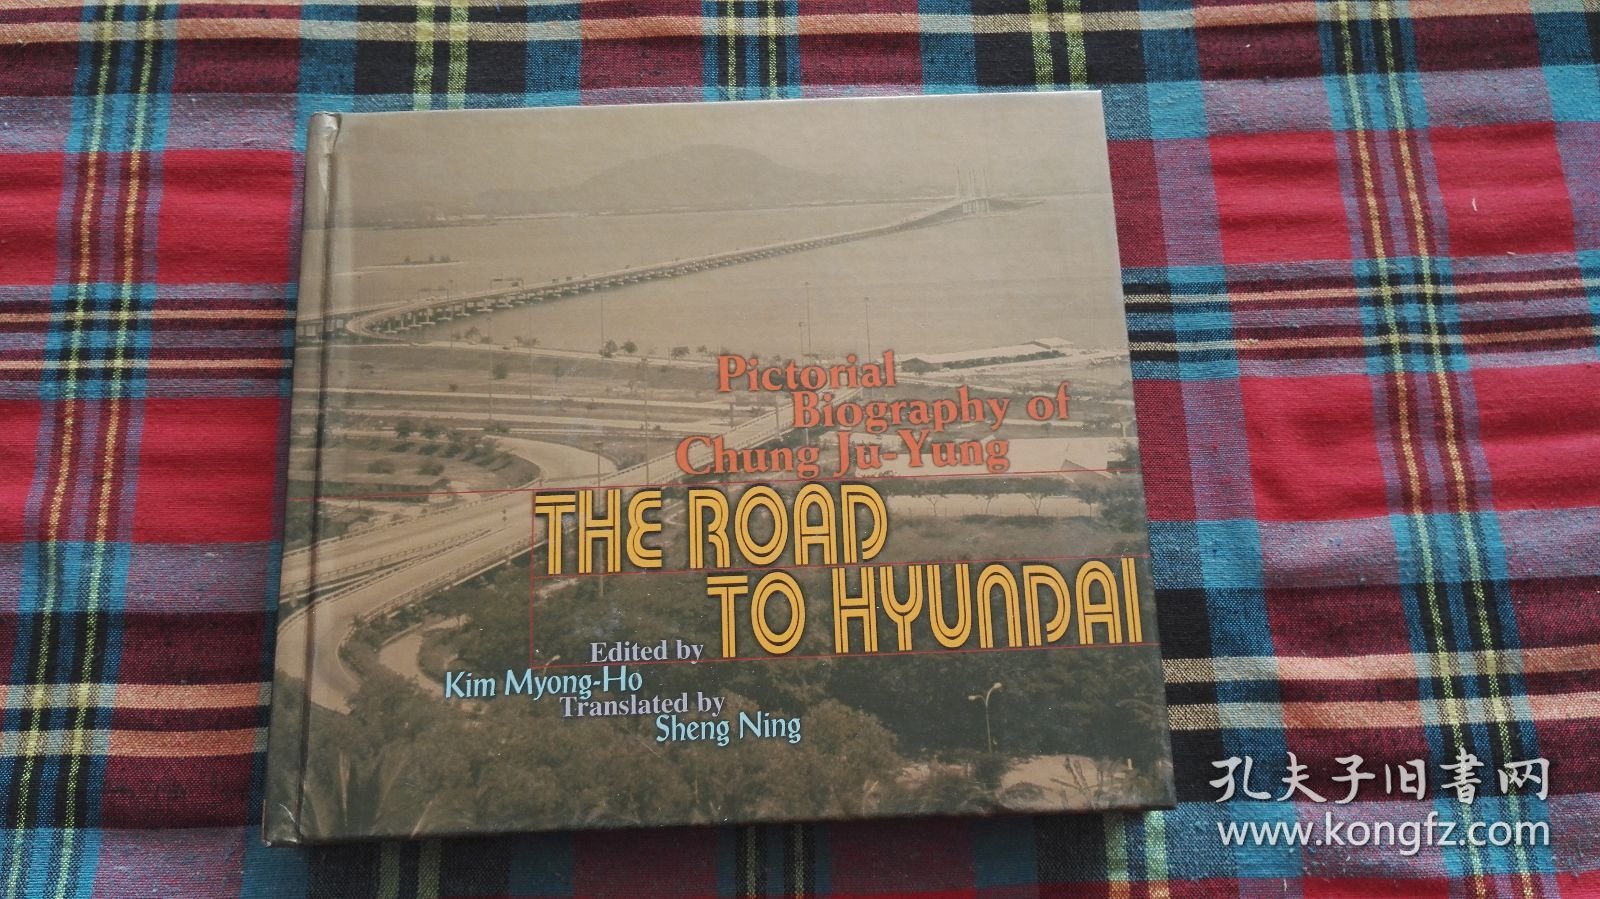 Pictorial
Biography of
Chung Ju-Yung
THE ROAD
TO HYUNDAI
Edited by
Kim Myong-Ho
Translated by
Sheng Ning
孔夫子旧書网
www.kongfz.com